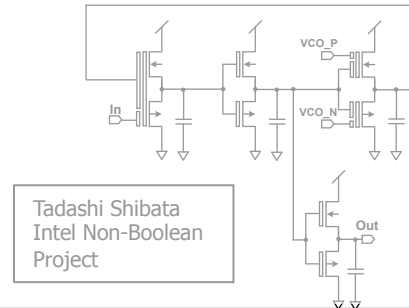 VCO_P
In
VCO_N
Out
Tadashi Shibata
Intel Non-Boolean
Project